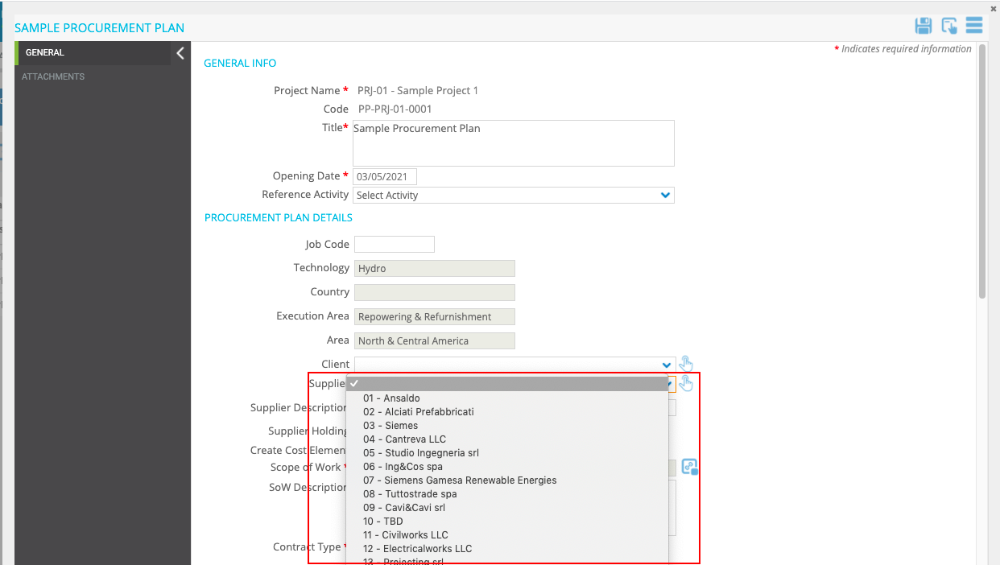 SAMPLE PROCUREMENT PLAN
GENERAL
ATTACHMENTS
* Indicates required information
GENERAL INFO
Project Name * PRJ-01 - Sample Project 1
Code PP-PRJ-01-0001
Title* Sample Procurement Plan
Opening Date * 03/05/2021
Reference Activity Select Activity
PROCUREMENT PLAN DETAILS
Job Code
Technology Hydro
Country
Execution Area Repowering & Refurnishment
Area North & Central America
Client
Supplie
Supplier Description
Supplier Holding
Create Cost Elemen
Scope of Work *
SoW Description
Contract Type *
01 - Ansaldo
02 - Alciati Prefabbricati
03 - Siemes
04 - Cantreva LLC
05 - Studio Ingegneria srl
06 - Ing&Cos spa
07 - Siemens Gamesa Renewable Energies
08 - Tuttostrade spa
09 - Cavi&Cavi srl
10 - TBD
11 - Civilworks LLC
12 - Electricalworks LLC
13 - Projecting srl